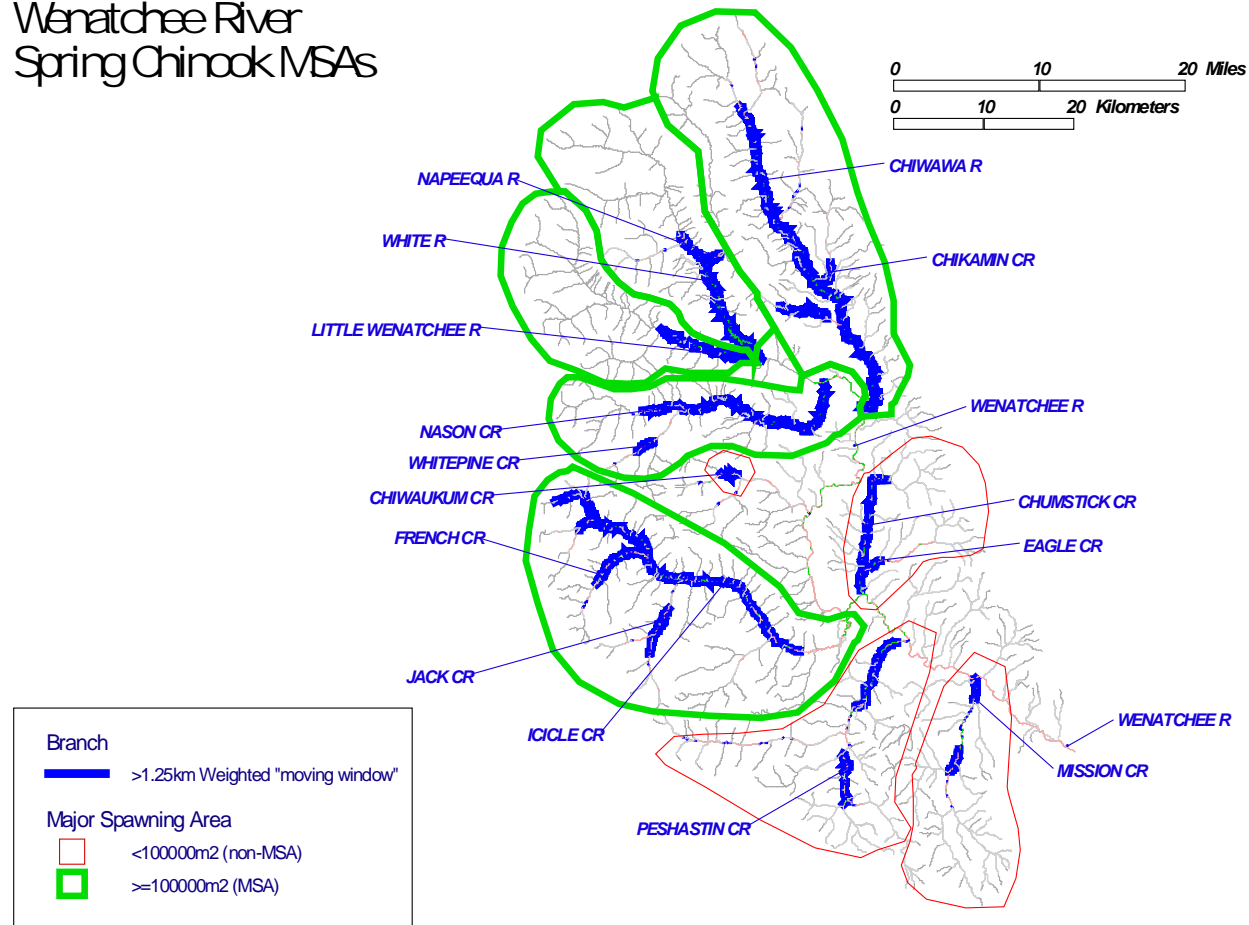 Wenatchee River
Spring Chinook MSAs
0 10 20 Miles
0 10 20 Kilometers
CHIWAWA R
NAPEEQUA R
WHITE R
CHIKAMIN CR
LITTLE WENATCHEE R
WENATCHEE R
NASON CR
WHITEPINE CR
CHIWAUKUM CR
CHUMSTICK CR
FRENCH CR
EAGLE CR
JACK CR
ICICLE CR
WENATCHEE R
MISSION CR
PESHASTIN CR
Branch
>1.25km Weighted "moving window"
Major Spawning Area
<100000m2 (non-MSA)
>=100000m2 (MSA)